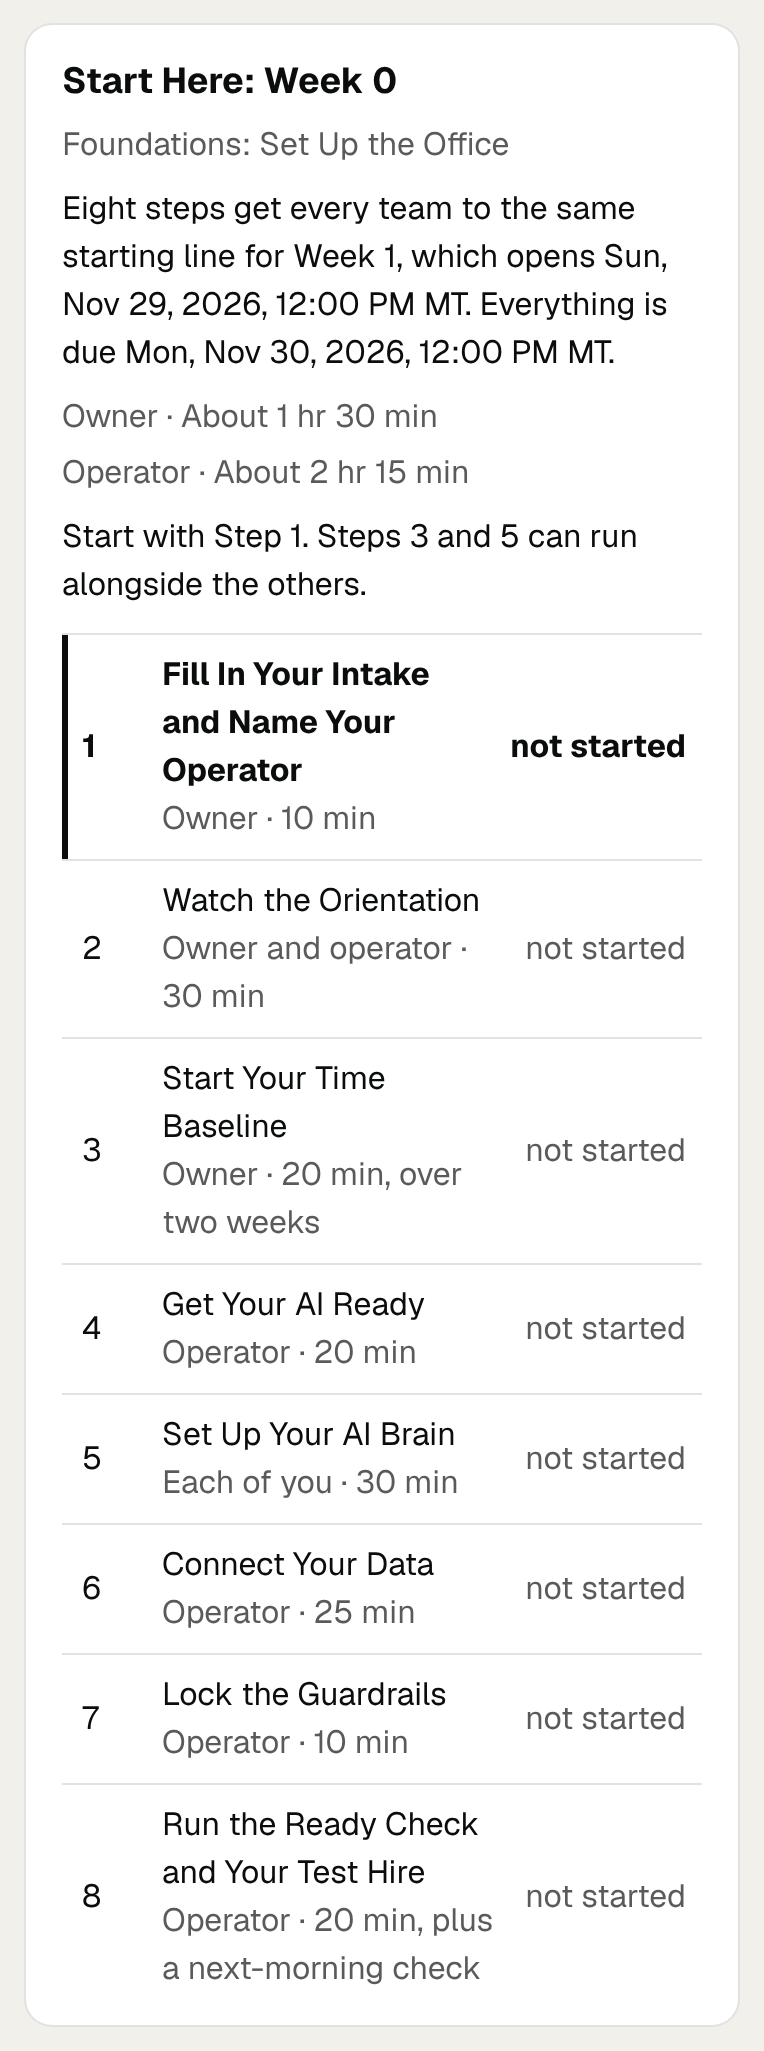 Start Here: Week 0
Foundations: Set Up the Office
Eight steps get every team to the same
starting line for Week 1, which opens Sun,
Nov 29, 2026, 12:00 PM MT. Everything is
due Mon, Nov 30, 2026, 12:00 PM MT.
Owner · About 1 hr 30 min
Operator · About 2 hr 15 min
Start with Step 1. Steps 3 and 5 can run
alongside the others.
1
Fill In Your Intake
and Name Your
Operator
Owner · 10 min
not started
2
Watch the Orientation
Owner and operator ·
30 min
not started
3
Start Your Time
Baseline
Owner · 20 min, over
two weeks
not started
4
Get Your AI Ready
Operator · 20 min
not started
5
Set Up Your AI Brain
Each of you · 30 min
not started
6
Connect Your Data
Operator · 25 min
not started
7
Lock the Guardrails
Operator · 10 min
not started
8
Run the Ready Check
and Your Test Hire
Operator · 20 min, plus
a next-morning check
not started